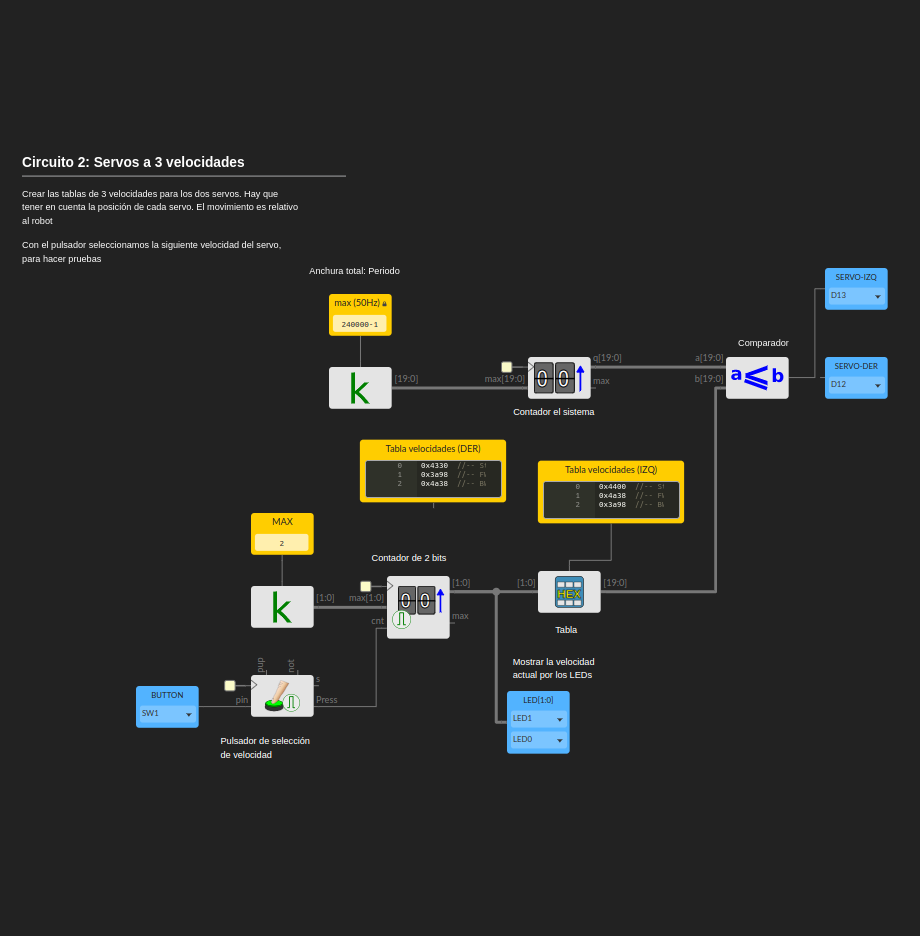 Circuito 2: Servos a 3 velocidades
Crear las tablas de 3 velocidades para los dos servos. Hay que
tener en cuenta la posición de cada servo. El movimiento es relativo
al robot
Con el pulsador seleccionamos la siguiente velocidad del servo,
para hacer pruebas
Anchura total: Periodo
max (50Hz)
240000-1
k
[19:0]
max[19:0]
00
q[19:0]
max
Contador el sistema
Comparador
a[19:0]
b[19:0]
a⩽b
SERVO-IZQ
D13
SERVO-DER
D12
Tabla velocidades (DER)
0 0x4330 //-- 
1 0x3a98 //-- 
2 0x4a38 //-- 
Tabla velocidades (IZQ)
0 0x4400 //-- 
1 0x4a38 //-- 
2 0x3a98 //-- 
MAX
2
k
[1:0]
Contador de 2 bits
max[1:0]
cnt
00
[1:0]
max
[1:0]
HEX
[19:0]
Tabla
Mostrar la velocidad
actual por los LEDs
LED[1:0]
LED1
LED0
BUTTON
SW1
pup
not
pin
s
Press
Pulsador de selección
de velocidad